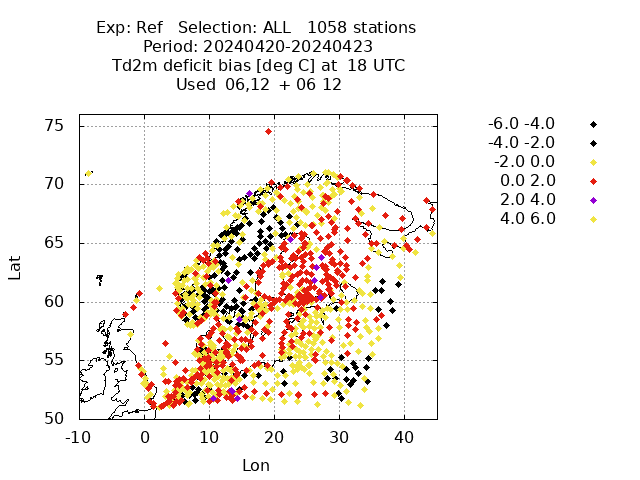 Exp: Ref Selection: ALL 1058 stations
Period: 20240420-20240423
Td2m deficit bias [deg C] at 18 UTC
Used 06,12 + 06 12
-6.0 -4.0
-4.0 -2.0
-2.0 0.0
0.0 2.0
2.0 4.0
4.0 6.0
75
70
65
60
55
50
Lat
-10 0 10 20 30 40
Lon